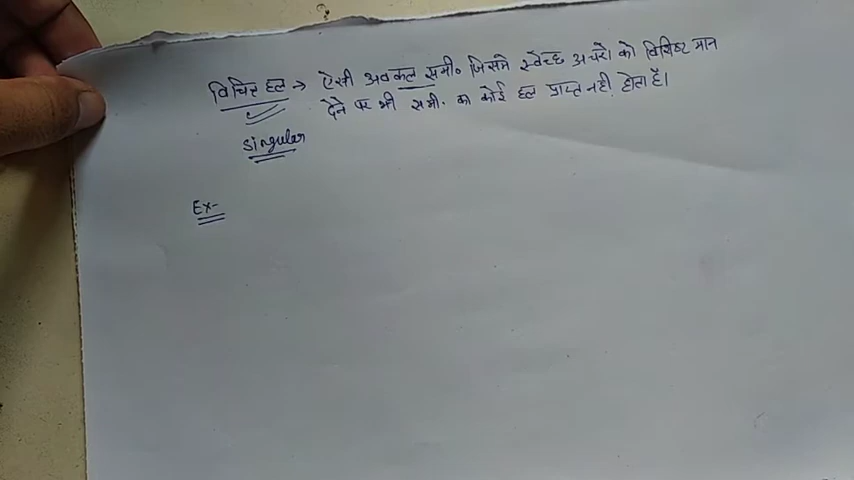 विचित्र हल → ऐसी अवकल समी० जिसमे स्वेच्छ अचरो को विशिष्ट मान
देने पर भी समी. का कोई हल प्राप्त नही होता है।
singular
Ex-